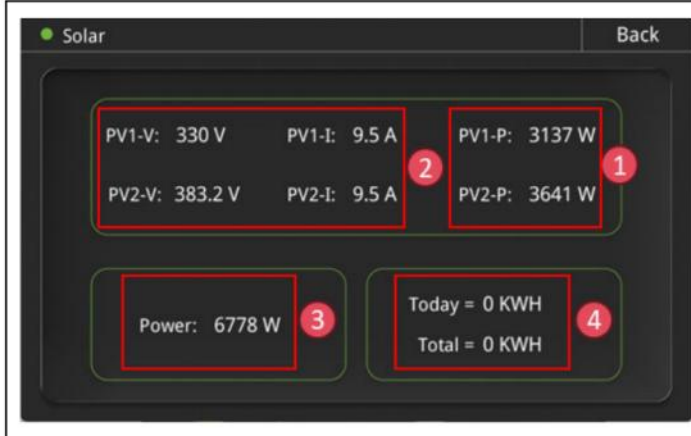 Solar Back
PV1-V: 330 V PV1-I: 9.5 A PV1-P: 3137 W
2 1
PV2-V: 383.2 V PV2-I: 9.5 A PV2-P: 3641 W
Power: 6778 W 3
Today = 0 KWH
4
Total = 0 KWH